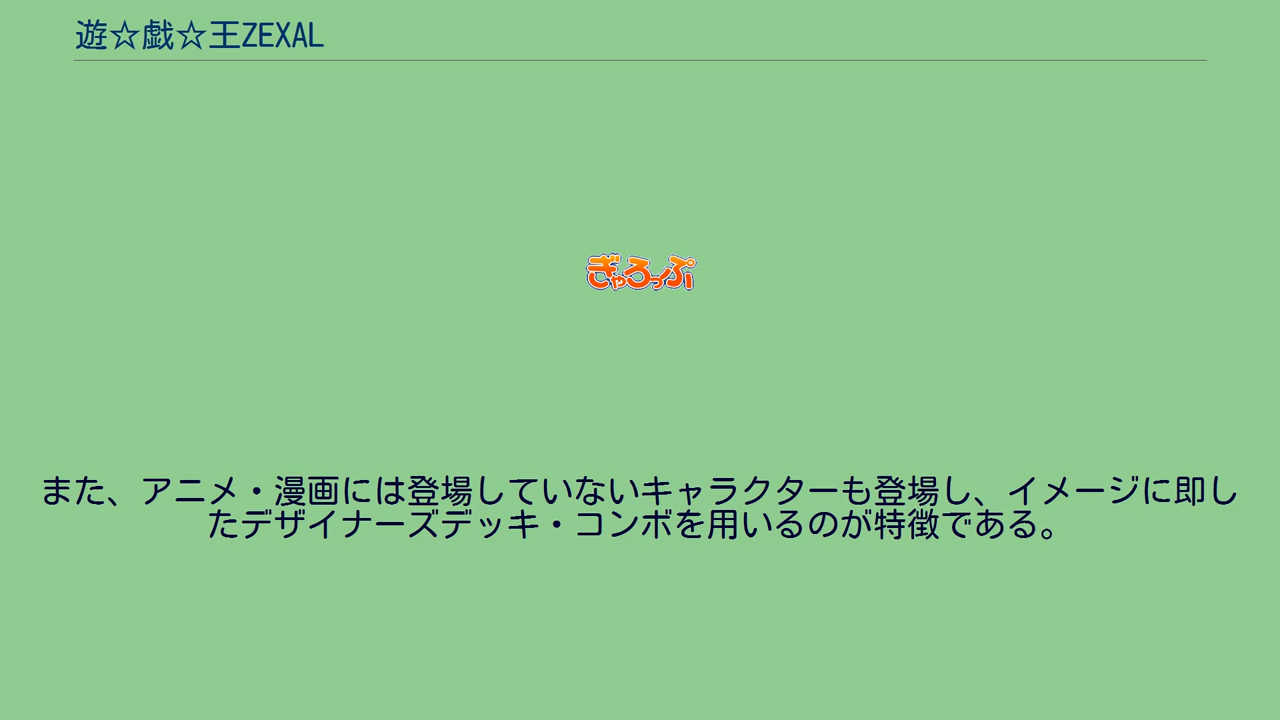 遊☆戯☆王ZEXAL
ぎゃろっぷ
また、アニメ・漫画には登場していないキャラクターも登場し、イメージに即し
たデザイナーズデッキ・コンボを用いるのが特徴である。